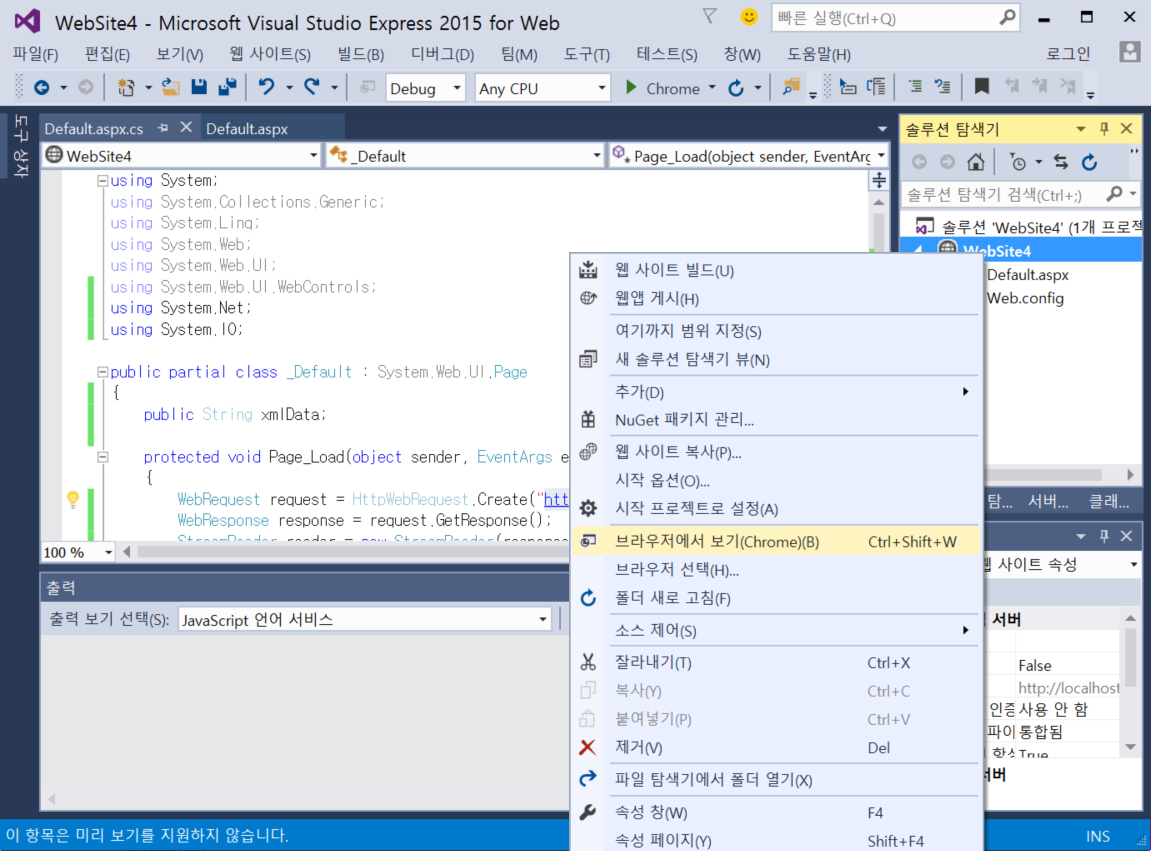 WebSite4 - Microsoft Visual Studio Express 2015 for Web
빠른 실행(Ctrl+Q)
파일(F) 편집(E) 보기(V) 웹 사이트(S) 빌드(B) 디버그(D) 팀(M) 도구(T) 테스트(S) 창(W) 도움말(H) 로그인
Debug Any CPU Chrome
도구 상자
Default.aspx.cs Default.aspx
WebSite4 _Default Page_Load(object sender, EventArg
using System;
using System.Collections.Generic;
using System.Linq;
using System.Web;
using System.Web.UI;
using System.Web.UI.WebControls;
using System.Net;
using System.IO;
public partial class _Default : System.Web.UI.Page
{
public String xmlData;
protected void Page_Load(object sender, EventArgs e
{
WebRequest request = HttpWebRequest.Create("htt
WebResponse response = request.GetResponse();
StreamReader reader = new StreamReader(response
100 %
출력
출력 보기 선택(S): JavaScript 언어 서비스
이 항목은 미리 보기를 지원하지 않습니다.
INS
웹 사이트 빌드(U)
웹앱 게시(H)
여기까지 범위 지정(S)
새 솔루션 탐색기 뷰(N)
추가(D)
NuGet 패키지 관리...
웹 사이트 복사(P)...
시작 옵션(O)...
시작 프로젝트로 설정(A)
브라우저에서 보기(Chrome)(B) Ctrl+Shift+W
브라우저 선택(H)...
폴더 새로 고침(F)
소스 제어(S)
잘라내기(T) Ctrl+X
복사(Y) Ctrl+C
붙여넣기(P) Ctrl+V
제거(V) Del
파일 탐색기에서 폴더 열기(X)
속성 창(W) F4
속성 페이지(Y) Shift+F4
솔루션 탐색기
솔루션 탐색기 검색(Ctrl+;)
솔루션 'WebSite4' (1개 프로젝
WebSite4
Default.aspx
Web.config
탐... 서버... 클래...
웹 사이트 속성
서버
False
http://localhost
인증 사용 안 함
파이 통합됨
항상 True
서버